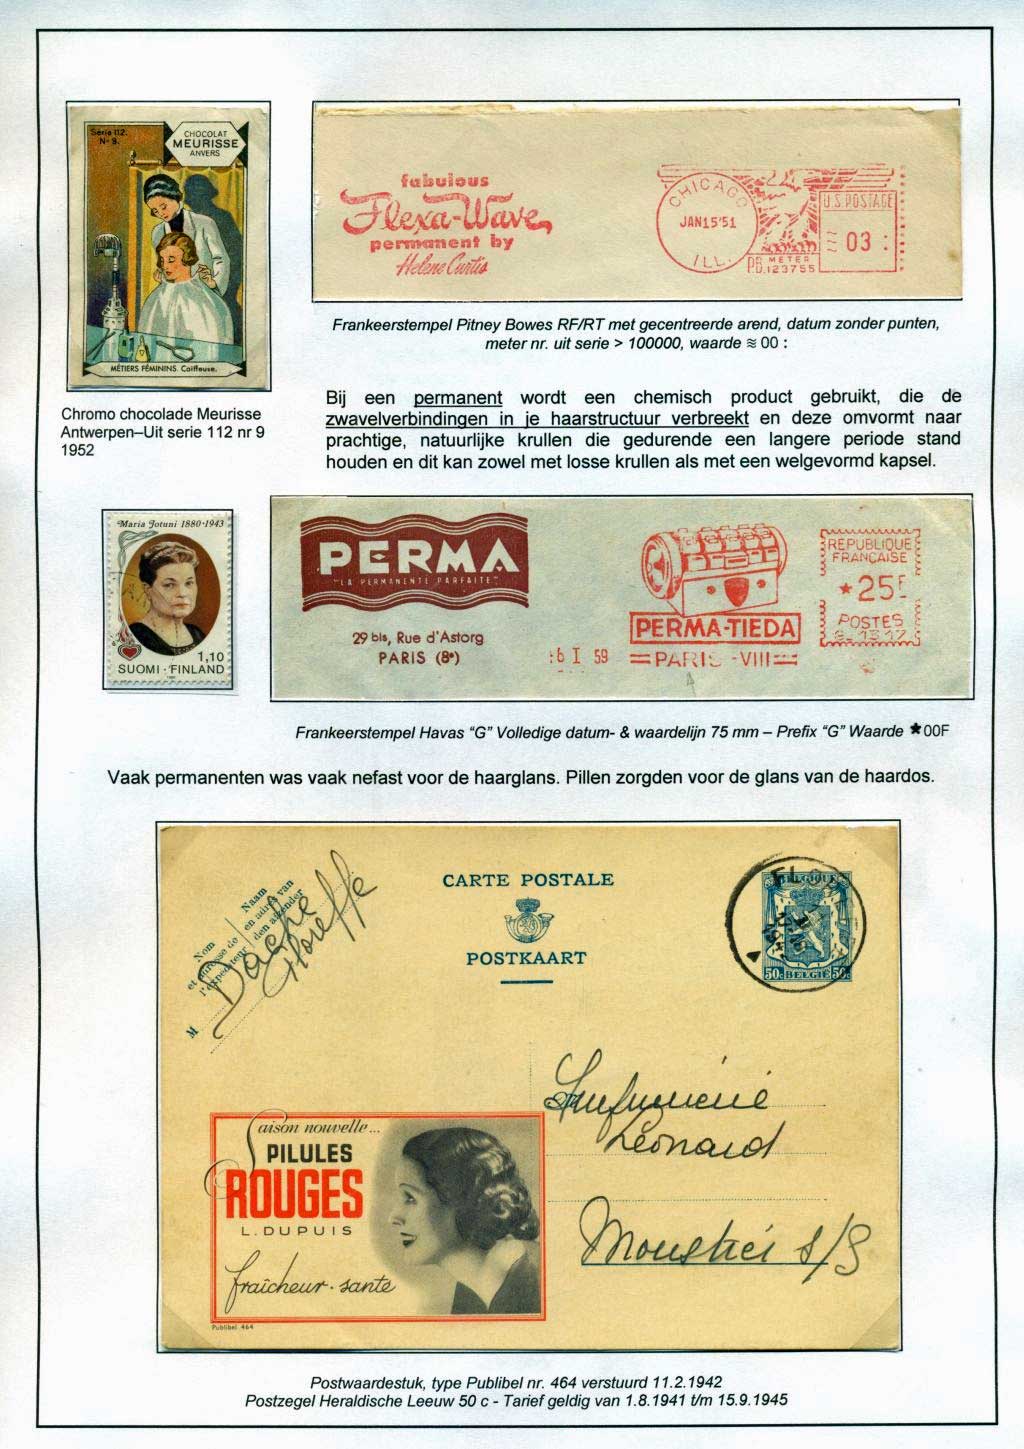 Série 112.
N- 9.
CHOCOLAT
MEURISSE
ANVERS
MÉTIERS FÉMININS. Coiffeuse.
Chromo chocolade Meurisse
Antwerpen–Uit serie 112 nr 9
1952
fabulous
Flexa-Wave
permanent by
Helene Curtis
CHICAGO
JAN 15 '51
ILL.
U.S. POSTAGE
03
METER
P.B. 123755
Frankeerstempel Pitney Bowes RF/RT met gecentreerde arend, datum zonder punten,
meter nr. uit serie > 100000, waarde ≋ 00 :
Bij een permanent wordt een chemisch product gebruikt, die de
zwavelverbindingen in je haarstructuur verbreekt en deze omvormt naar
prachtige, natuurlijke krullen die gedurende een langere periode stand
houden en dit kan zowel met losse krullen als met een welgevormd kapsel.
Maria Jotuni 1880-1943
1,10
SUOMI · FINLAND
PERMA
"LA PERMANENTE PARFAITE"
29 bis, Rue d'Astorg
PARIS (8e)
6 I 59
PERMA-TIEDA
PARIS -VIII
REPUBLIQUE
FRANÇAISE
★ 25F
POSTES
Frankeerstempel Havas "G" Volledige datum- & waardelijn 75 mm – Prefix "G" Waarde ★00F
Vaak permanenten was vaak nefast voor de haarglans. Pillen zorgden voor de glans van de haardos.
Nom
et adresse de
l'expéditeur
Naam
en adres van
den afzender
M
Daché
Floreffe
CARTE POSTALE
POSTKAART
BELGIQUE
50c BELGIË 50c
Saison nouvelle...
PILULES
ROUGES
L. DUPUIS
fraîcheur · santé
Publibel 464
Parfumerie
Léonard
Moustier s/S
Postwaardestuk, type Publibel nr. 464 verstuurd 11.2.1942
Postzegel Heraldische Leeuw 50 c - Tarief geldig van 1.8.1941 t/m 15.9.1945